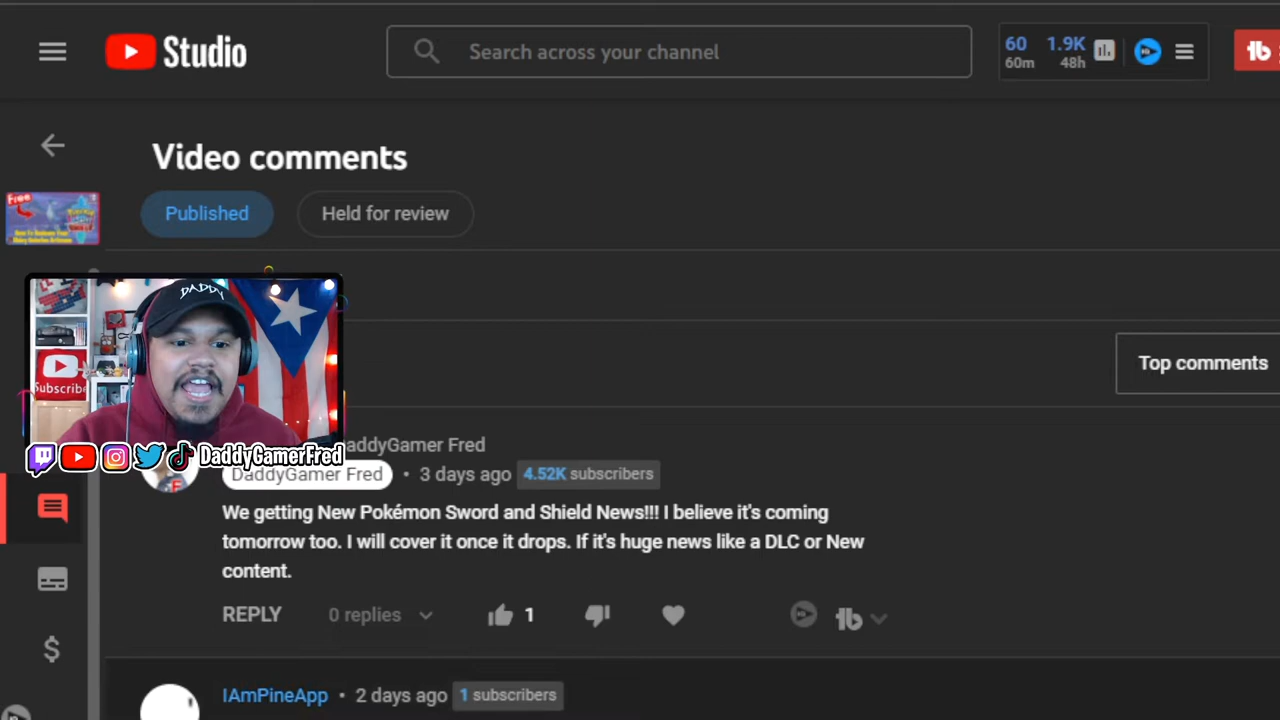 Studio
Search across your channel
60 1.9K
60m 48h
Video comments
Free
Published
Held for review
DADDY
Subscribe
Top comments
DaddyGamerFred
addyGamer Fred
DaddyGamer Fred • 3 days ago 4.52K subscribers
We getting New Pokémon Sword and Shield News!!! I believe it's coming
tomorrow too. I will cover it once it drops. If it's huge news like a DLC or New
content.
REPLY 0 replies 1
IAmPineApp • 2 days ago 1 subscribers